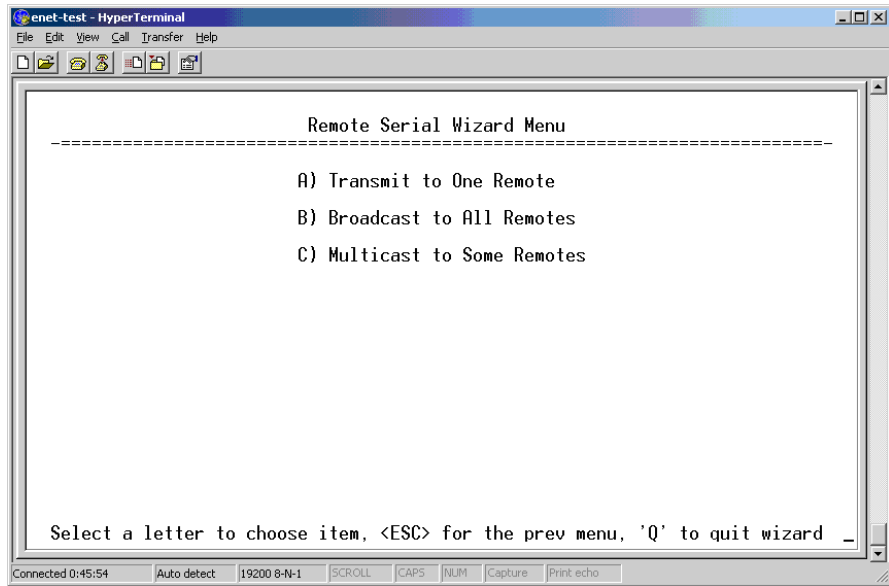 enet-test - HyperTerminal
File Edit View Call Transfer Help
Remote Serial Wizard Menu
-==========================================================================-
A) Transmit to One Remote
B) Broadcast to All Remotes
C) Multicast to Some Remotes
Select a letter to choose item, <ESC> for the prev menu, 'Q' to quit wizard _
Connected 0:45:54 Auto detect 19200 8-N-1 SCROLL CAPS NUM Capture Print echo